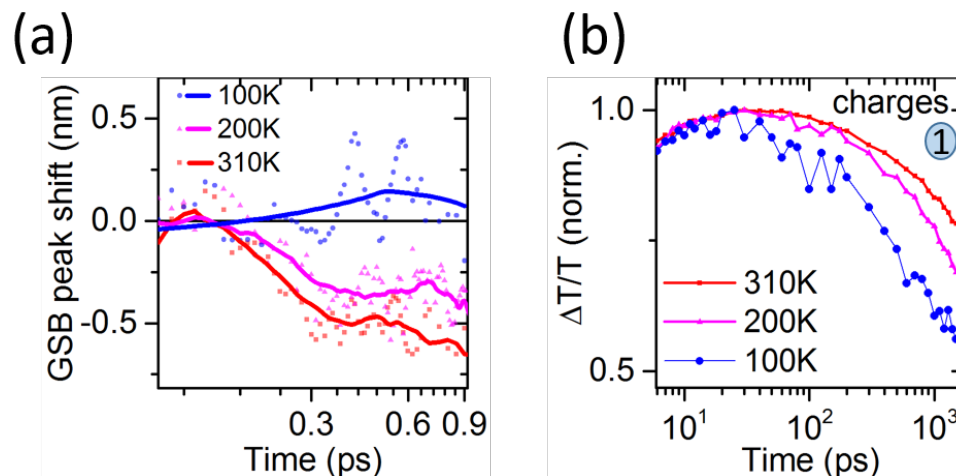 (a)
(b)
GSB peak shift (nm)
0.5
0.0
-0.5
100K
200K
310K
0.3
0.6
0.9
Time (ps)
ΔT/T (norm.)
1.0
0.5
charges
1
310K
200K
100K
10¹
10²
10³
Time (ps)